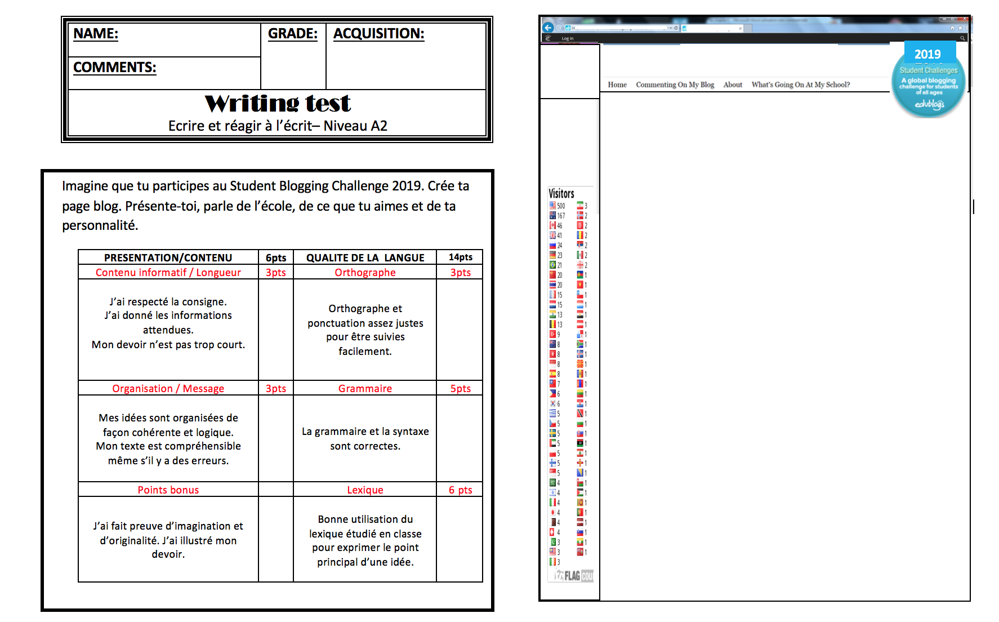 NAME:
GRADE:
ACQUISITION:
COMMENTS:
Writing test
Ecrire et réagir à l’écrit– Niveau A2
Imagine que tu participes au Student Blogging Challenge 2019. Crée ta
page blog. Présente-toi, parle de l’école, de ce que tu aimes et de ta
personnalité.
PRESENTATION/CONTENU 6pts QUALITE DE LA LANGUE 14pts
Contenu informatif / Longueur 3pts Orthographe 3pts
J’ai respecté la consigne.
J’ai donné les informations
attendues.
Mon devoir n’est pas trop court.
Orthographe et
ponctuation assez justes
pour être suivies
facilement.
Organisation / Message 3pts Grammaire 5pts
Mes idées sont organisées de
façon cohérente et logique.
Mon texte est compréhensible
même s’il y a des erreurs.
La grammaire et la syntaxe
sont correctes.
Points bonus Lexique 6 pts
J’ai fait preuve d’imagination et
d’originalité. J’ai illustré mon
devoir.
Bonne utilisation du
lexique étudié en classe
pour exprimer le point
principal d’une idée.
Log in
2019
Student Challenges
A global blogging
challenge for students
of all ages
edublogs
Home Commenting On My Blog About What's Going On At My School?
Visitors
500 3
167 2
46 2
41 2
24 2
23 2
21 2
20 1
20 1
15 1
15 1
13 1
13 1
9 1
8 1
8 1
8 1
8 1
7 1
6 1
6 1
5 1
5 1
5 1
5 1
5 1
5 1
5 1
4 1
4 1
4 1
4 1
4 1
4 1
3 1
3 1
3
FLAG cou